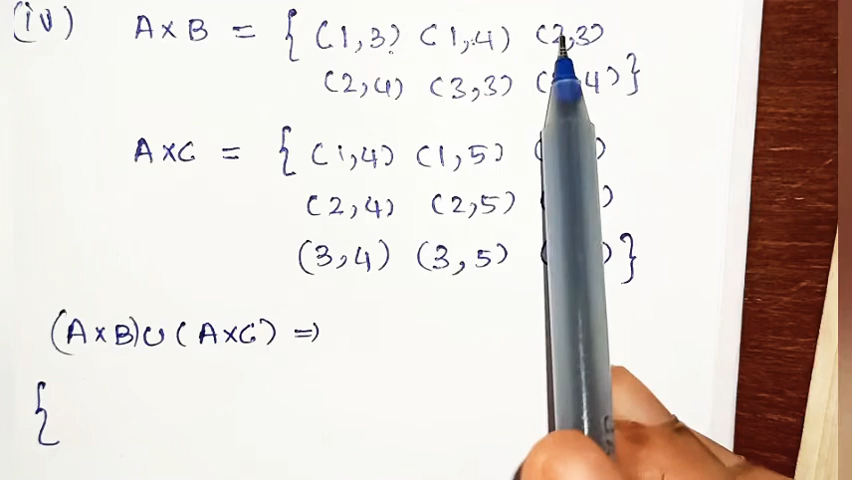 (iv) A×B = { (1,3) (1,4) (2,3)
(2,4) (3,3) ( 4) }
A×C = { (1,4) (1,5) ( )
(2,4) (2,5) )
(3,4) (3,5) ( ) }
(A×B)∪(A×C) ⇒
{